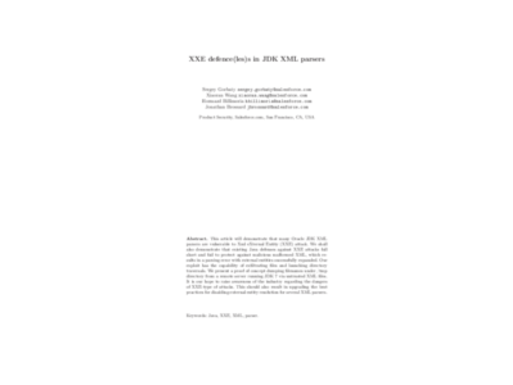 XXE defence(les)s in JDK XML parsers
Sergey Gorbaty sergey.gorbaty@salesforce.com
Xiaoran Wang xiaoran.wang@salesforce.com
@salesforce.com
Jonathan @salesforce.com
Product Security, Salesforce.com, San Francisco, CA, USA
Abstract. This article will demonstrate that many Oracle JDK XML
parsers are vulnerable to Xml eXternal Entity (XXE) attack. We shall
also demonstrate that existing Java defenses against XXE attacks fall
short and fail to protect against malicious malformed XML, which re-
sults in a parsing error with external entities successfully expanded. Our
exploit has the capability of exfiltrating files and launching directory
traversals. We present a proof of concept dumping filenames under /tmp
directory from a remote server running JDK 7 via untrusted XML files.
It is our hope to raise awareness of the industry regarding the dangers
of XXE-type of attacks. This should also result in upgrading the best
practices for disabling external entity resolution for several XML parsers.
Keywords: Java, XXE, XML, parsers